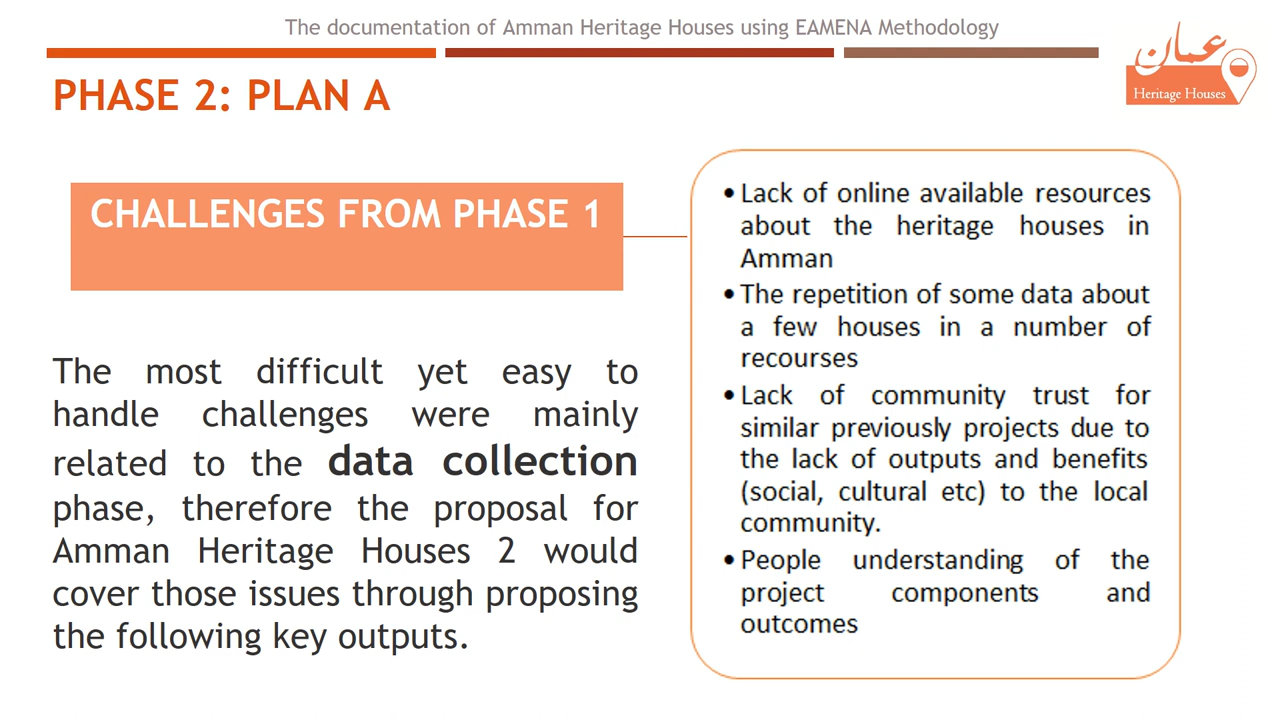 The documentation of Amman Heritage Houses using EAMENA Methodology
عمان
Heritage Houses
PHASE 2: PLAN A
CHALLENGES FROM PHASE 1
The most difficult yet easy to
handle challenges were mainly
related to the data collection
phase, therefore the proposal for
Amman Heritage Houses 2 would
cover those issues through proposing
the following key outputs.
•Lack of online available resources
about the heritage houses in
Amman
•The repetition of some data about
a few houses in a number of
recourses
•Lack of community trust for
similar previously projects due to
the lack of outputs and benefits
(social, cultural etc) to the local
community.
•People understanding of the
project components and
outcomes